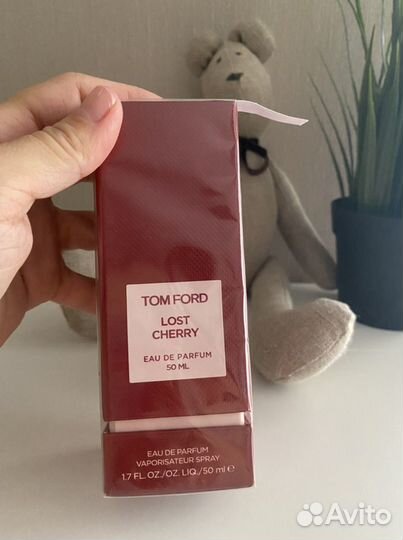 TOM FORD
LOST
CHERRY
EAU DE PARFUM
50 ML
EAU DE PARFUM
VAPORISATEUR SPRAY
1.7 FL. OZ./OZ. LIQ./50 ml ℮
Avito